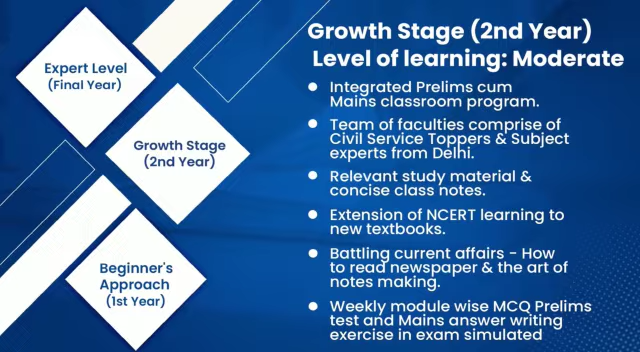 Expert Level
(Final Year)
Growth Stage
(2nd Year)
Beginner's
Approach
(1st Year)
Growth Stage (2nd Year)
Level of learning: Moderate
Integrated Prelims cum
Mains classroom program.
Team of faculties comprise of
Civil Service Toppers & Subject
experts from Delhi.
Relevant study material &
concise class notes.
Extension of NCERT learning to
new textbooks.
Battling current affairs - How
to read newspaper & the art of
notes making.
Weekly module wise MCQ Prelims
test and Mains answer writing
exercise in exam simulated